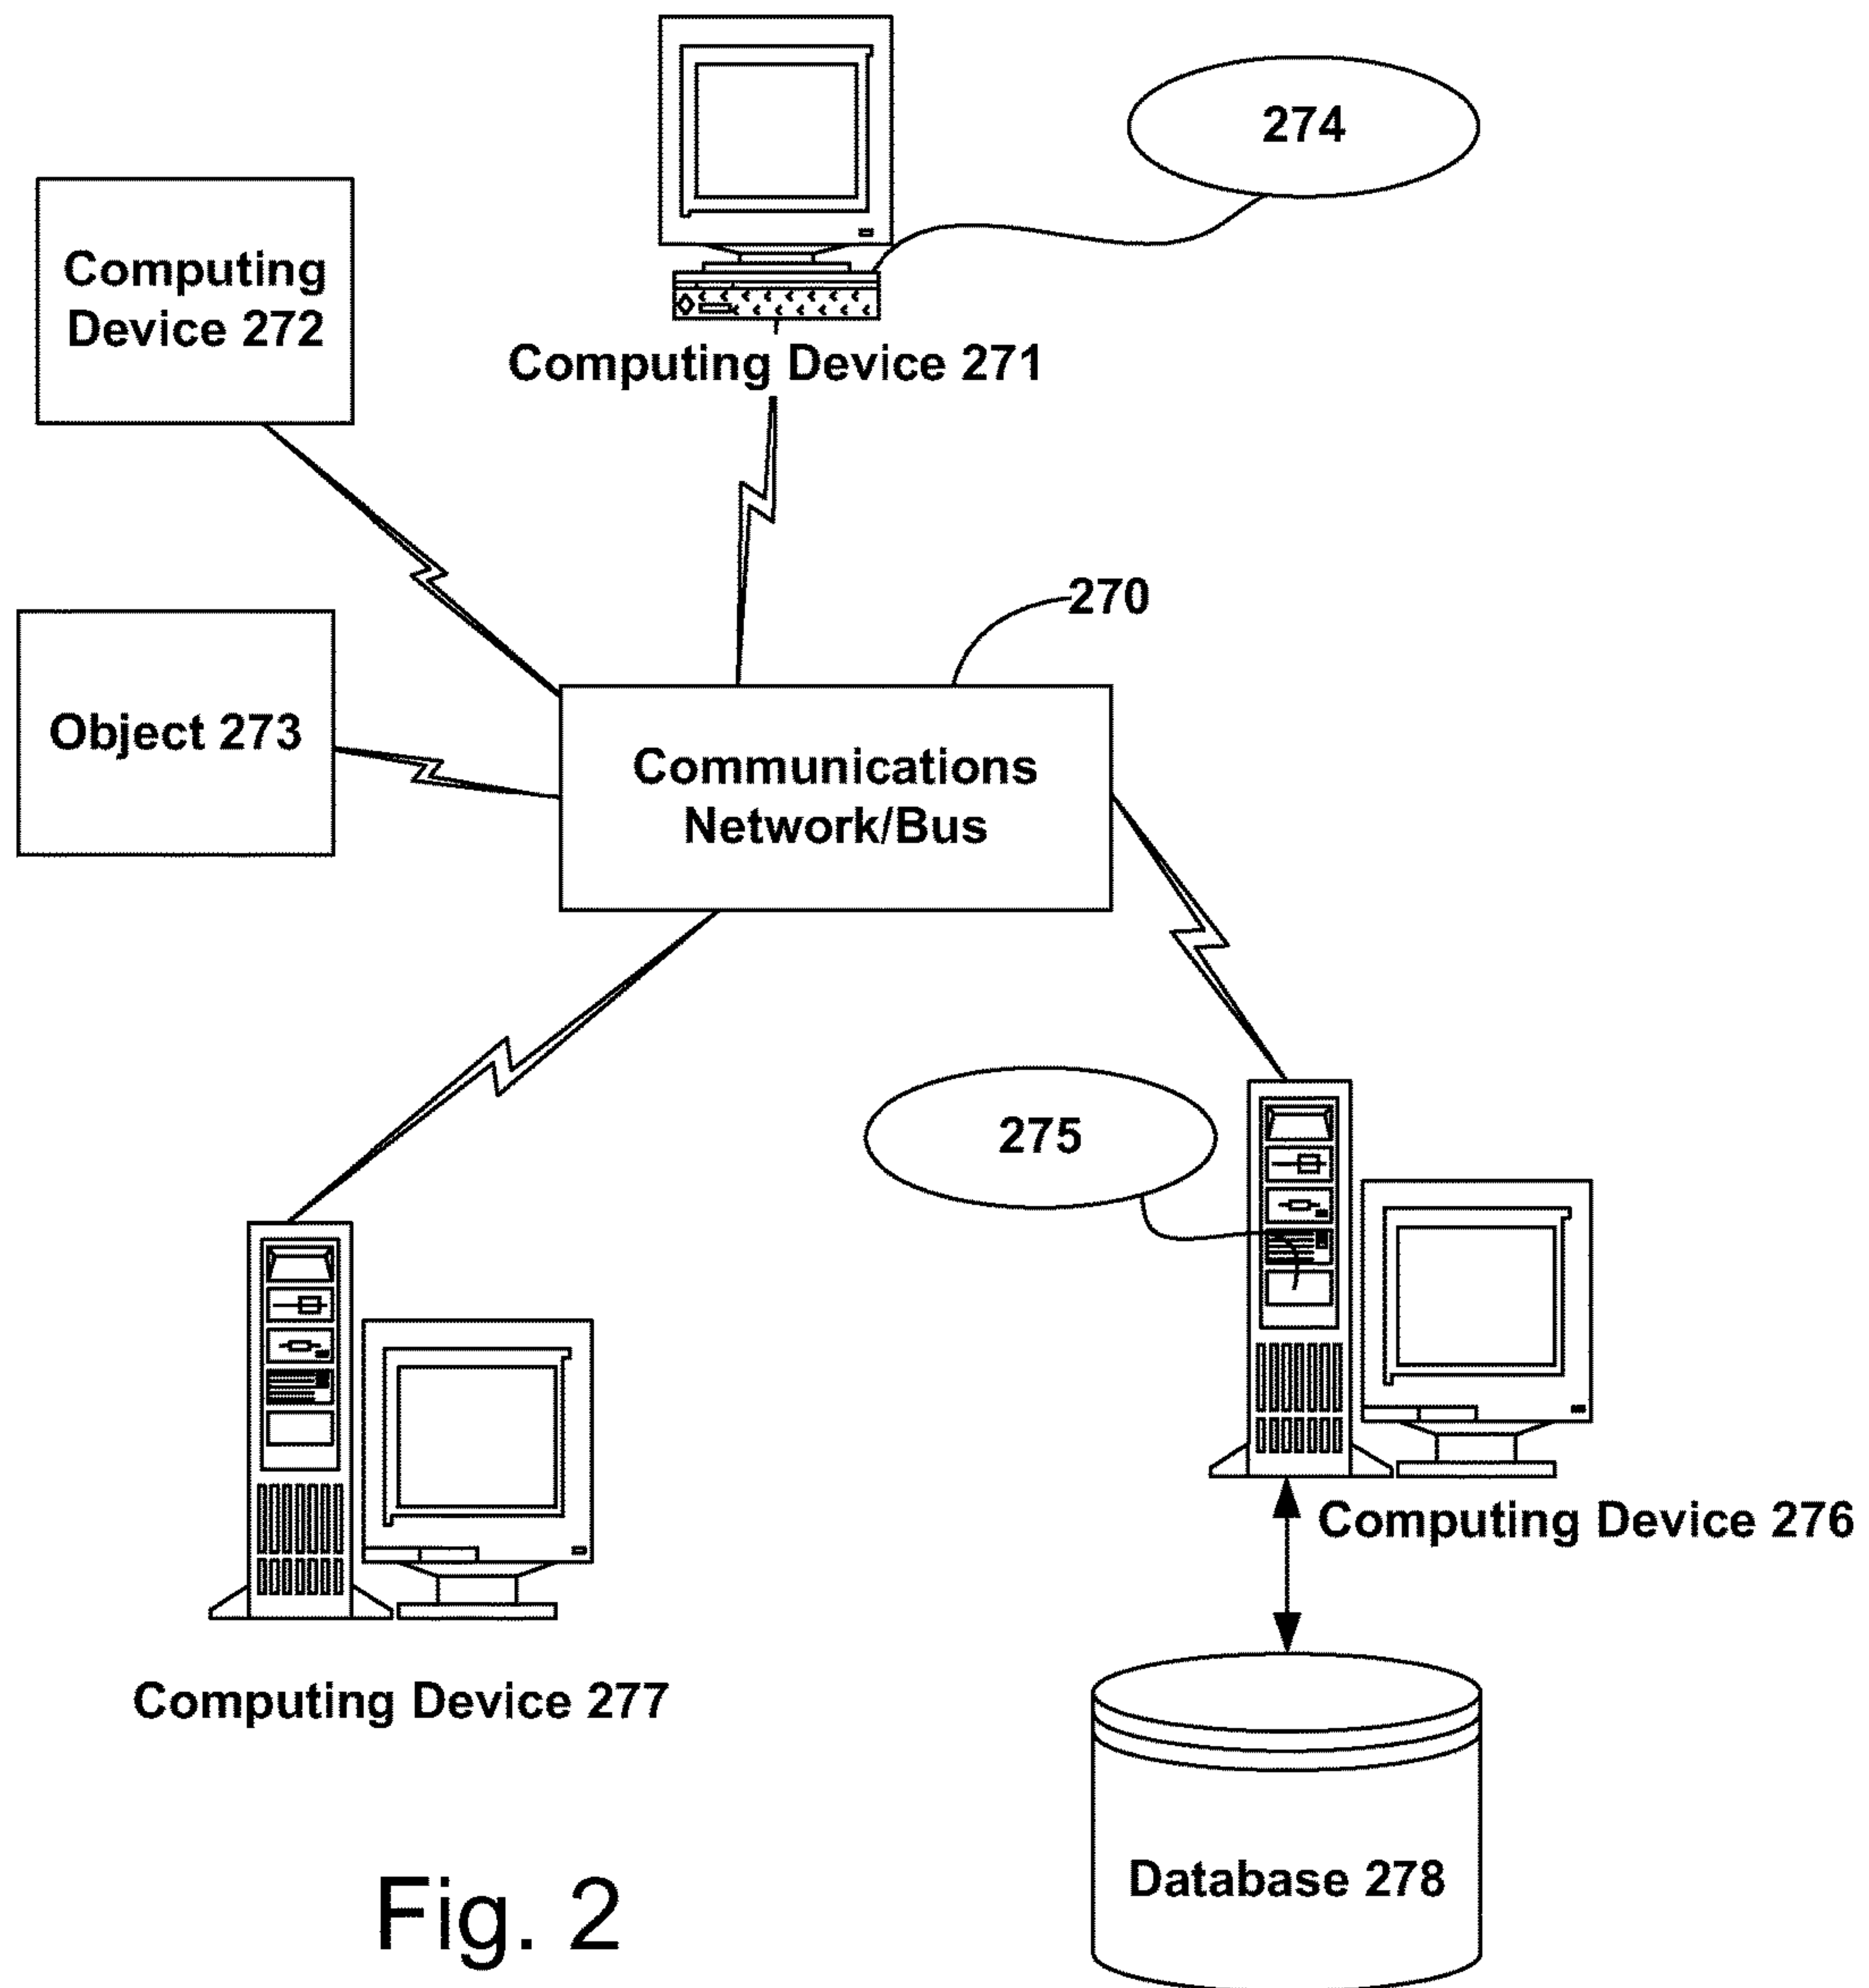 274
Computing
Device 272
Computing Device 271
270
Object 273
Communications
Network/Bus
275
Computing Device 276
Computing Device 277
Database 278
Fig. 2